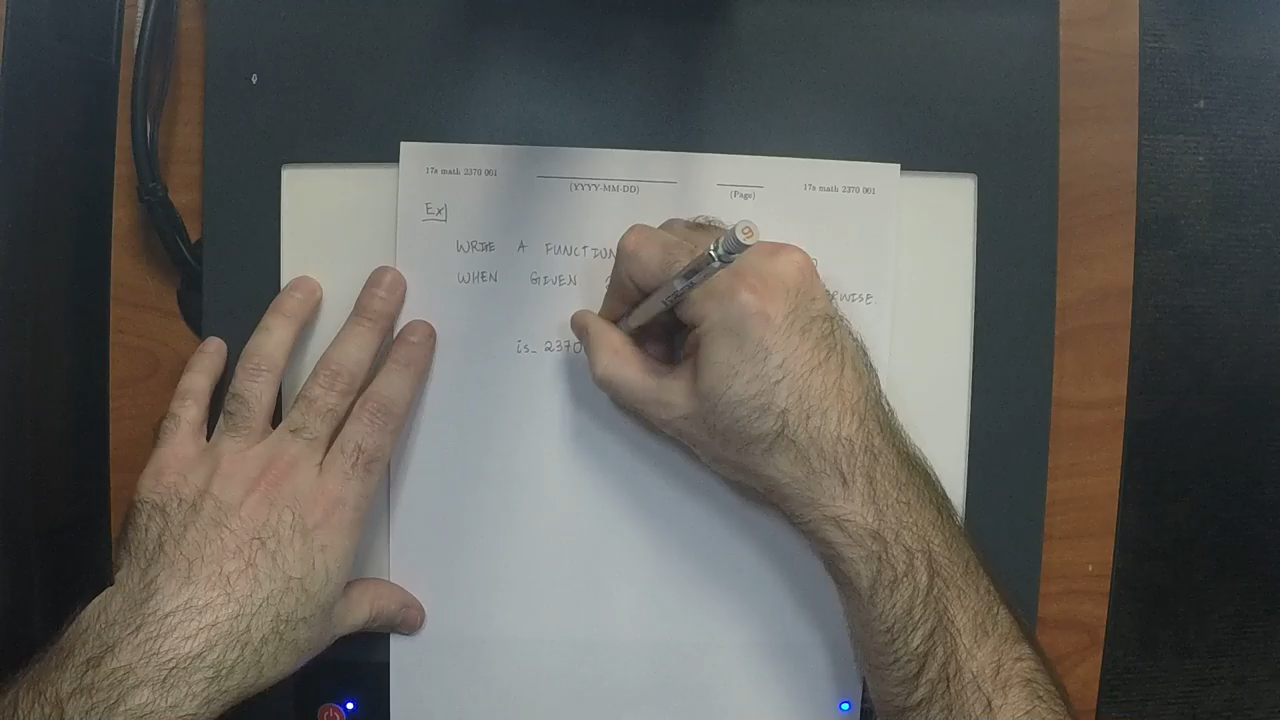 17s math 2370 001 (YYYY-MM-DD) (Page) 17s math 2370 001
Ex
WRITE A FUNCTION
WHEN GIVEN
is_2370